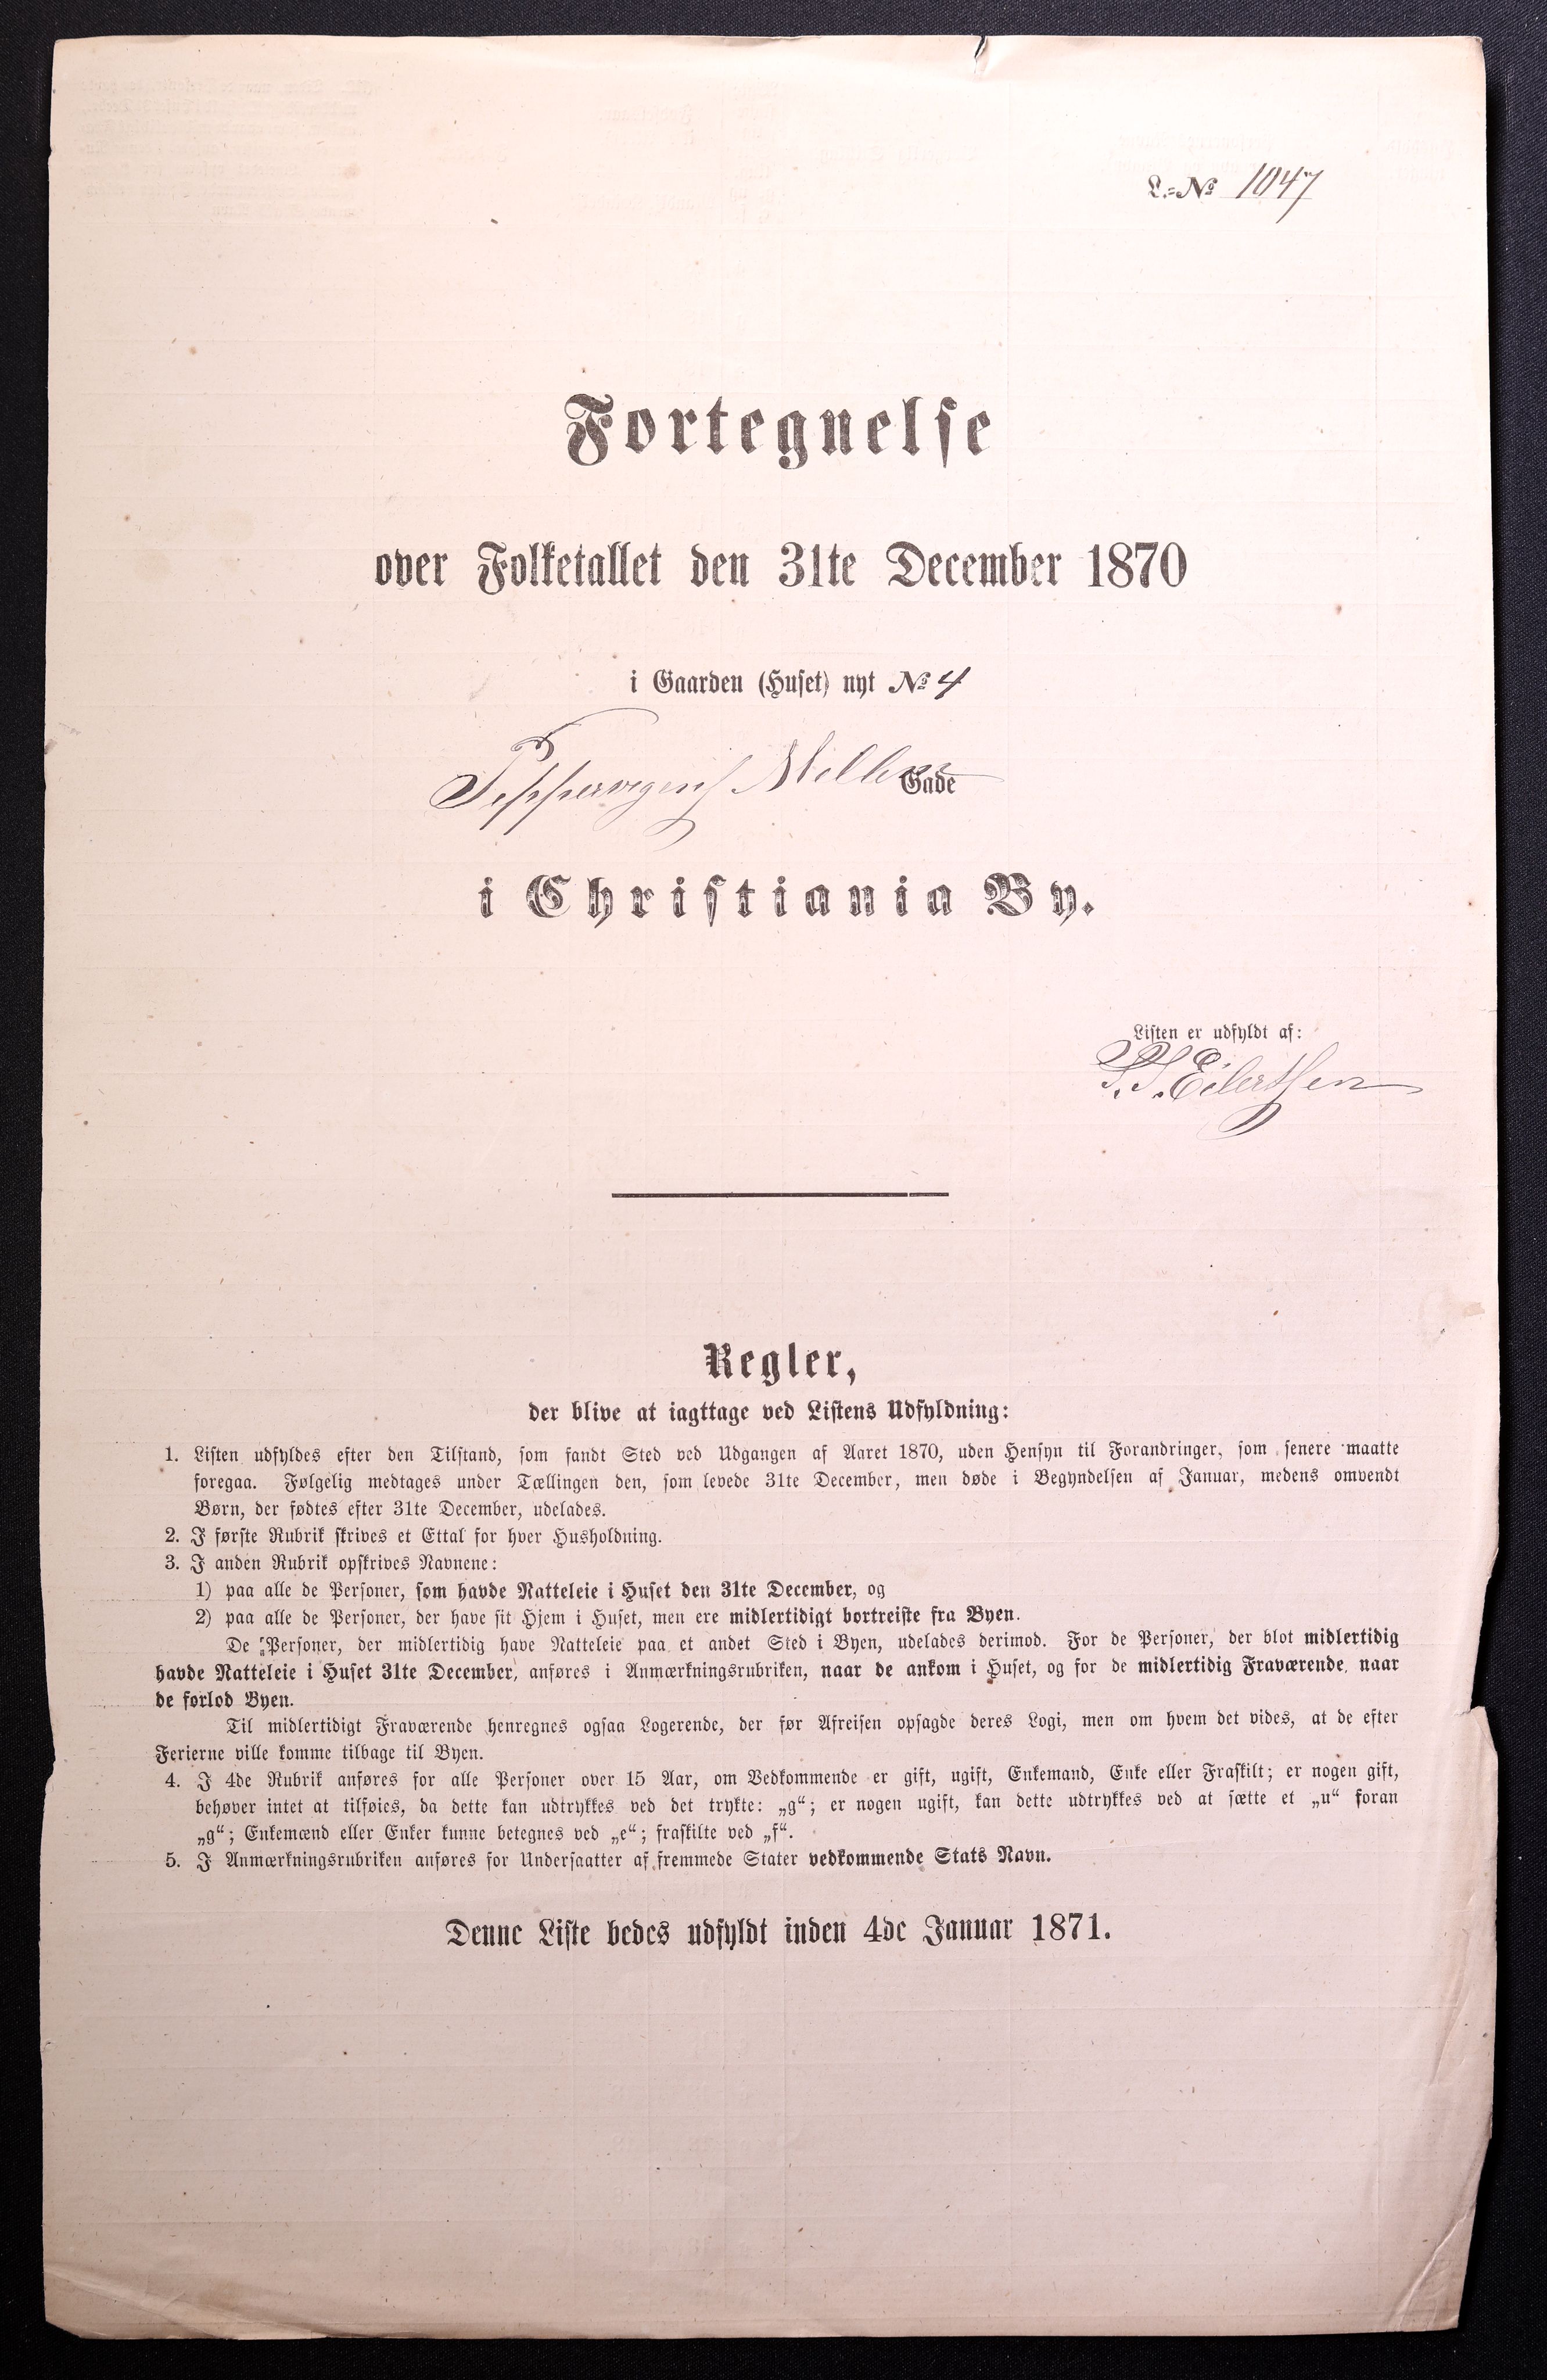 L.=№ 1047
Fortegnelse
over Folketallet den 31te December 1870
i Gaarden (Huset) nyt № 4
Gade
i Christiania By.
Listen er udfyldt af:
Eilertsen
Regler,
der blive at iagttage ved Listens Udfyldning:
1. Listen udfyldes efter den Tilstand, som fandt Sted ved Udgangen af Aaret 1870, uden Hensyn til Forandringer, som senere maatte
foregaa. Følgelig medtages under Tællingen den, som levede 31te December, men døde i Begyndelsen af Januar, medens omvendt
Børn, der fødtes efter 31te December, udelades.
2. I første Rubrik skrives et Ettal for hver Husholdning.
3. I anden Rubrik opskrives Navnene:
1) paa alle de Personer, som havde Natteleie i Huset den 31te December, og
2) paa alle de Personer, der have sit Hjem i Huset, men ere midlertidigt bortreiste fra Byen.
De Personer, der midlertidig have Natteleie paa et andet Sted i Byen, udelades derimod. For de Personer, der blot midlertidig
havde Natteleie i Huset 31te December, anføres i Anmærkningsrubriken, naar de ankom i Huset, og for de midlertidig Fraværende, naar
de forlod Byen.
Til midlertidigt Fraværende henregnes ogsaa Logerende, der før Afreisen opsagde deres Logi, men om hvem det vides, at de efter
Ferierne ville komme tilbage til Byen.
4. I 4de Rubrik anføres for alle Personer over 15 Aar, om Vedkommende er gift, ugift, Enkemand, Enke eller Fraskilt; er nogen gift,
behøver intet at tilføies, da dette kan udtrykkes ved det trykte: „g“; er nogen ugift, kan dette udtrykkes ved at sætte et „u“ foran
„g“; Enkemænd eller Enker kunne betegnes ved „e“; fraskilte ved „f“.
5. I Anmærkningsrubriken anføres for Undersaatter af fremmede Stater vedkommende Stats Navn.
Denne Liste bedes udfyldt inden 4de Januar 1871.